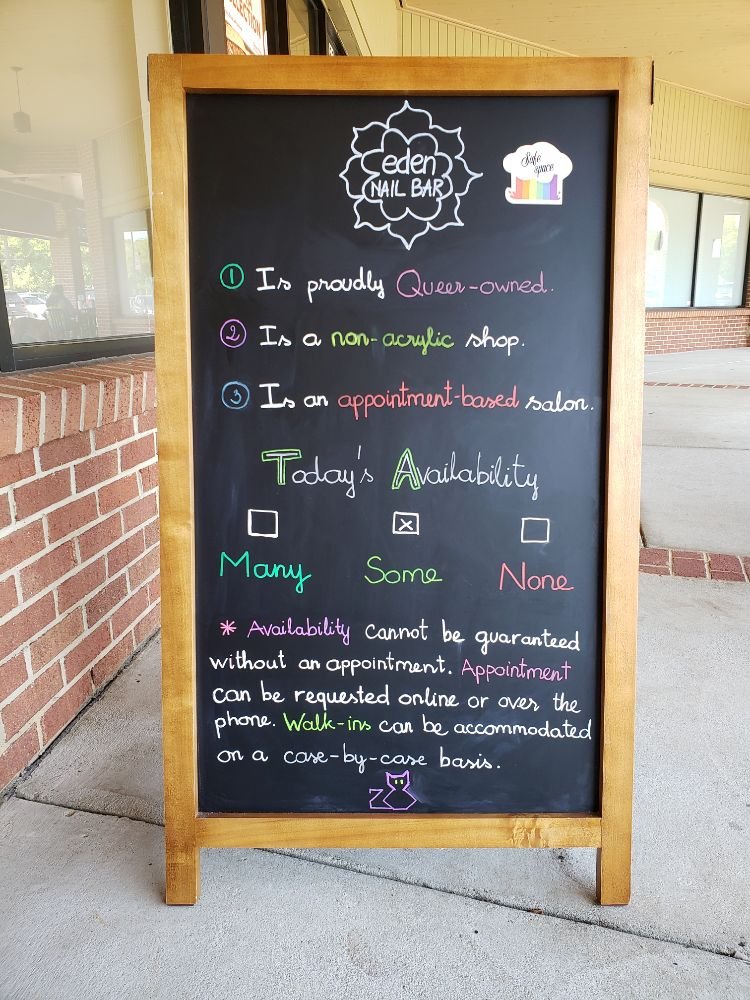 eden
NAIL BAR
Safe
space
1 Is proudly Queer-owned.
2 Is a non-acrylic shop.
3 Is an appointment-based salon.
Today's Availability
Many
Some
None
* Availability cannot be guaranteed
without an appointment. Appointment
can be requested online or over the
phone. Walk-ins can be accommodated
on a case-by-case basis.